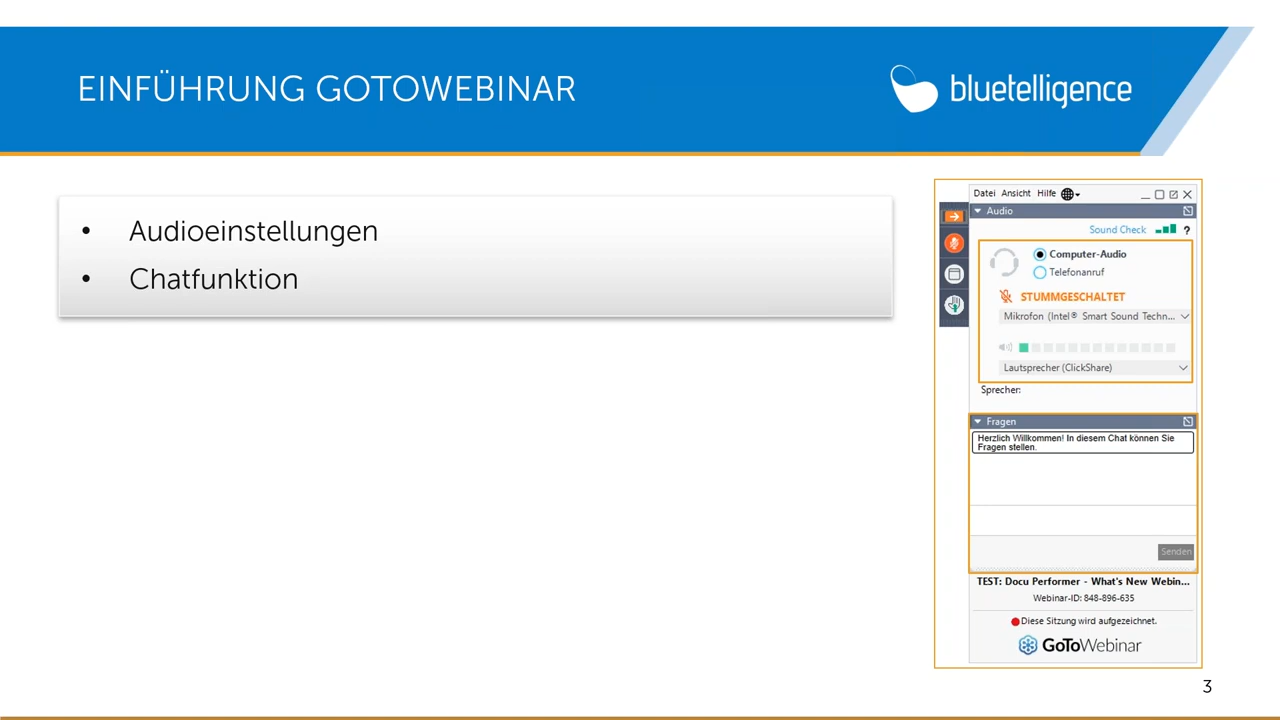 EINFÜHRUNG GOTOWEBINAR
bluetelligence
• Audioeinstellungen
• Chatfunktion
Datei Ansicht Hilfe
Audio
Sound Check ?
Computer-Audio
Telefonanruf
STUMMGESCHALTET
Mikrofon (Intel® Smart Sound Techn...
Lautsprecher (ClickShare)
Sprecher:
Fragen
Herzlich Willkommen! In diesem Chat können Sie
Fragen stellen.
Senden
TEST: Docu Performer - What's New Webin...
Webinar-ID: 848-896-635
Diese Sitzung wird aufgezeichnet.
GoToWebinar
3